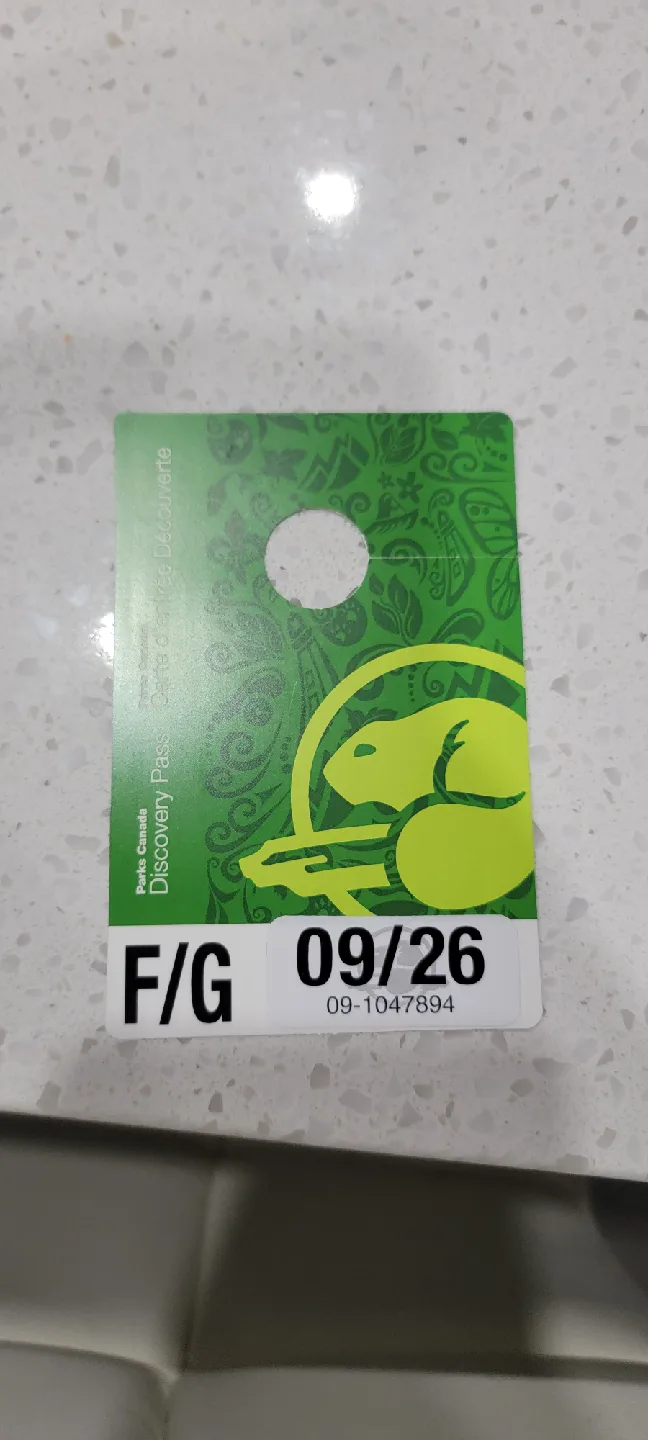 Parks Canada
Discovery Pass
Carte d'entrée Découverte
F/G
09/26
09-1047894